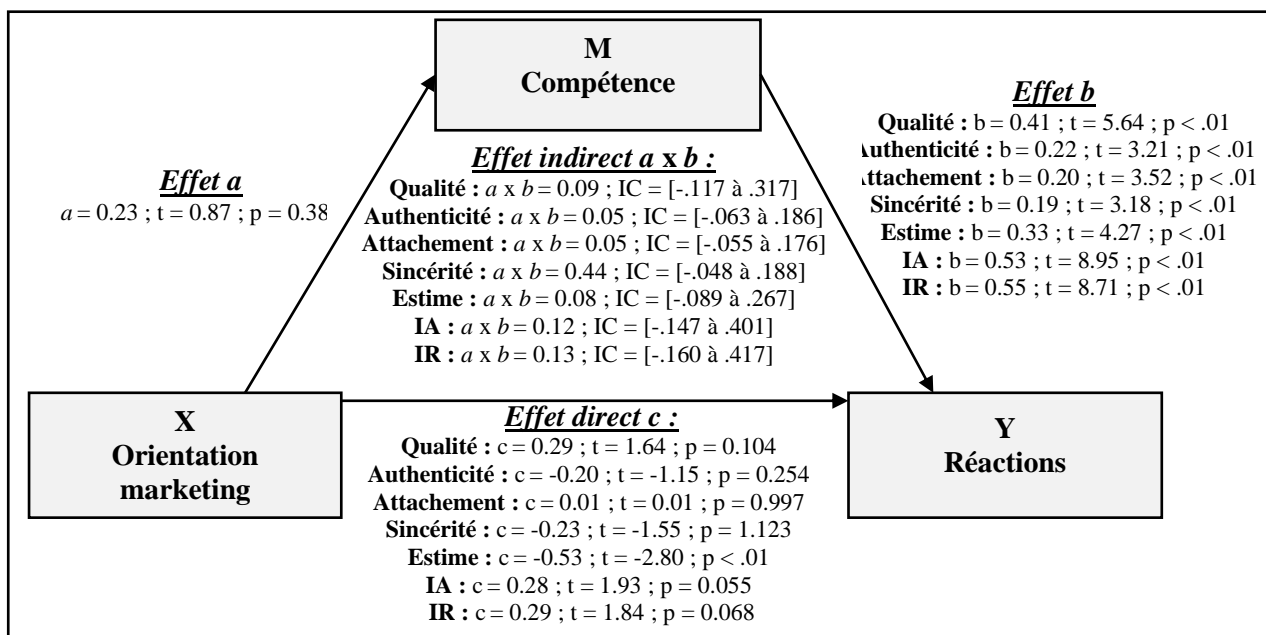 M
Compétence
Effet b
Qualité : b = 0.41 ; t = 5.64 ; p < .01
Authenticité : b = 0.22 ; t = 3.21 ; p < .01
Attachement : b = 0.20 ; t = 3.52 ; p < .01
Sincérité : b = 0.19 ; t = 3.18 ; p < .01
Estime : b = 0.33 ; t = 4.27 ; p < .01
IA : b = 0.53 ; t = 8.95 ; p < .01
IR : b = 0.55 ; t = 8.71 ; p < .01
Effet a
a = 0.23 ; t = 0.87 ; p = 0.38
Effet indirect a x b :
Qualité : a x b = 0.09 ; IC = [-.117 à .317]
Authenticité : a x b = 0.05 ; IC = [-.063 à .186]
Attachement : a x b = 0.05 ; IC = [-.055 à .176]
Sincérité : a x b = 0.44 ; IC = [-.048 à .188]
Estime : a x b = 0.08 ; IC = [-.089 à .267]
IA : a x b = 0.12 ; IC = [-.147 à .401]
IR : a x b = 0.13 ; IC = [-.160 à .417]
X
Orientation
marketing
Effet direct c :
Qualité : c = 0.29 ; t = 1.64 ; p = 0.104
Authenticité : c = -0.20 ; t = -1.15 ; p = 0.254
Attachement : c = 0.01 ; t = 0.01 ; p = 0.997
Sincérité : c = -0.23 ; t = -1.55 ; p = 1.123
Estime : c = -0.53 ; t = -2.80 ; p < .01
IA : c = 0.28 ; t = 1.93 ; p = 0.055
IR : c = 0.29 ; t = 1.84 ; p = 0.068
Y
Réactions